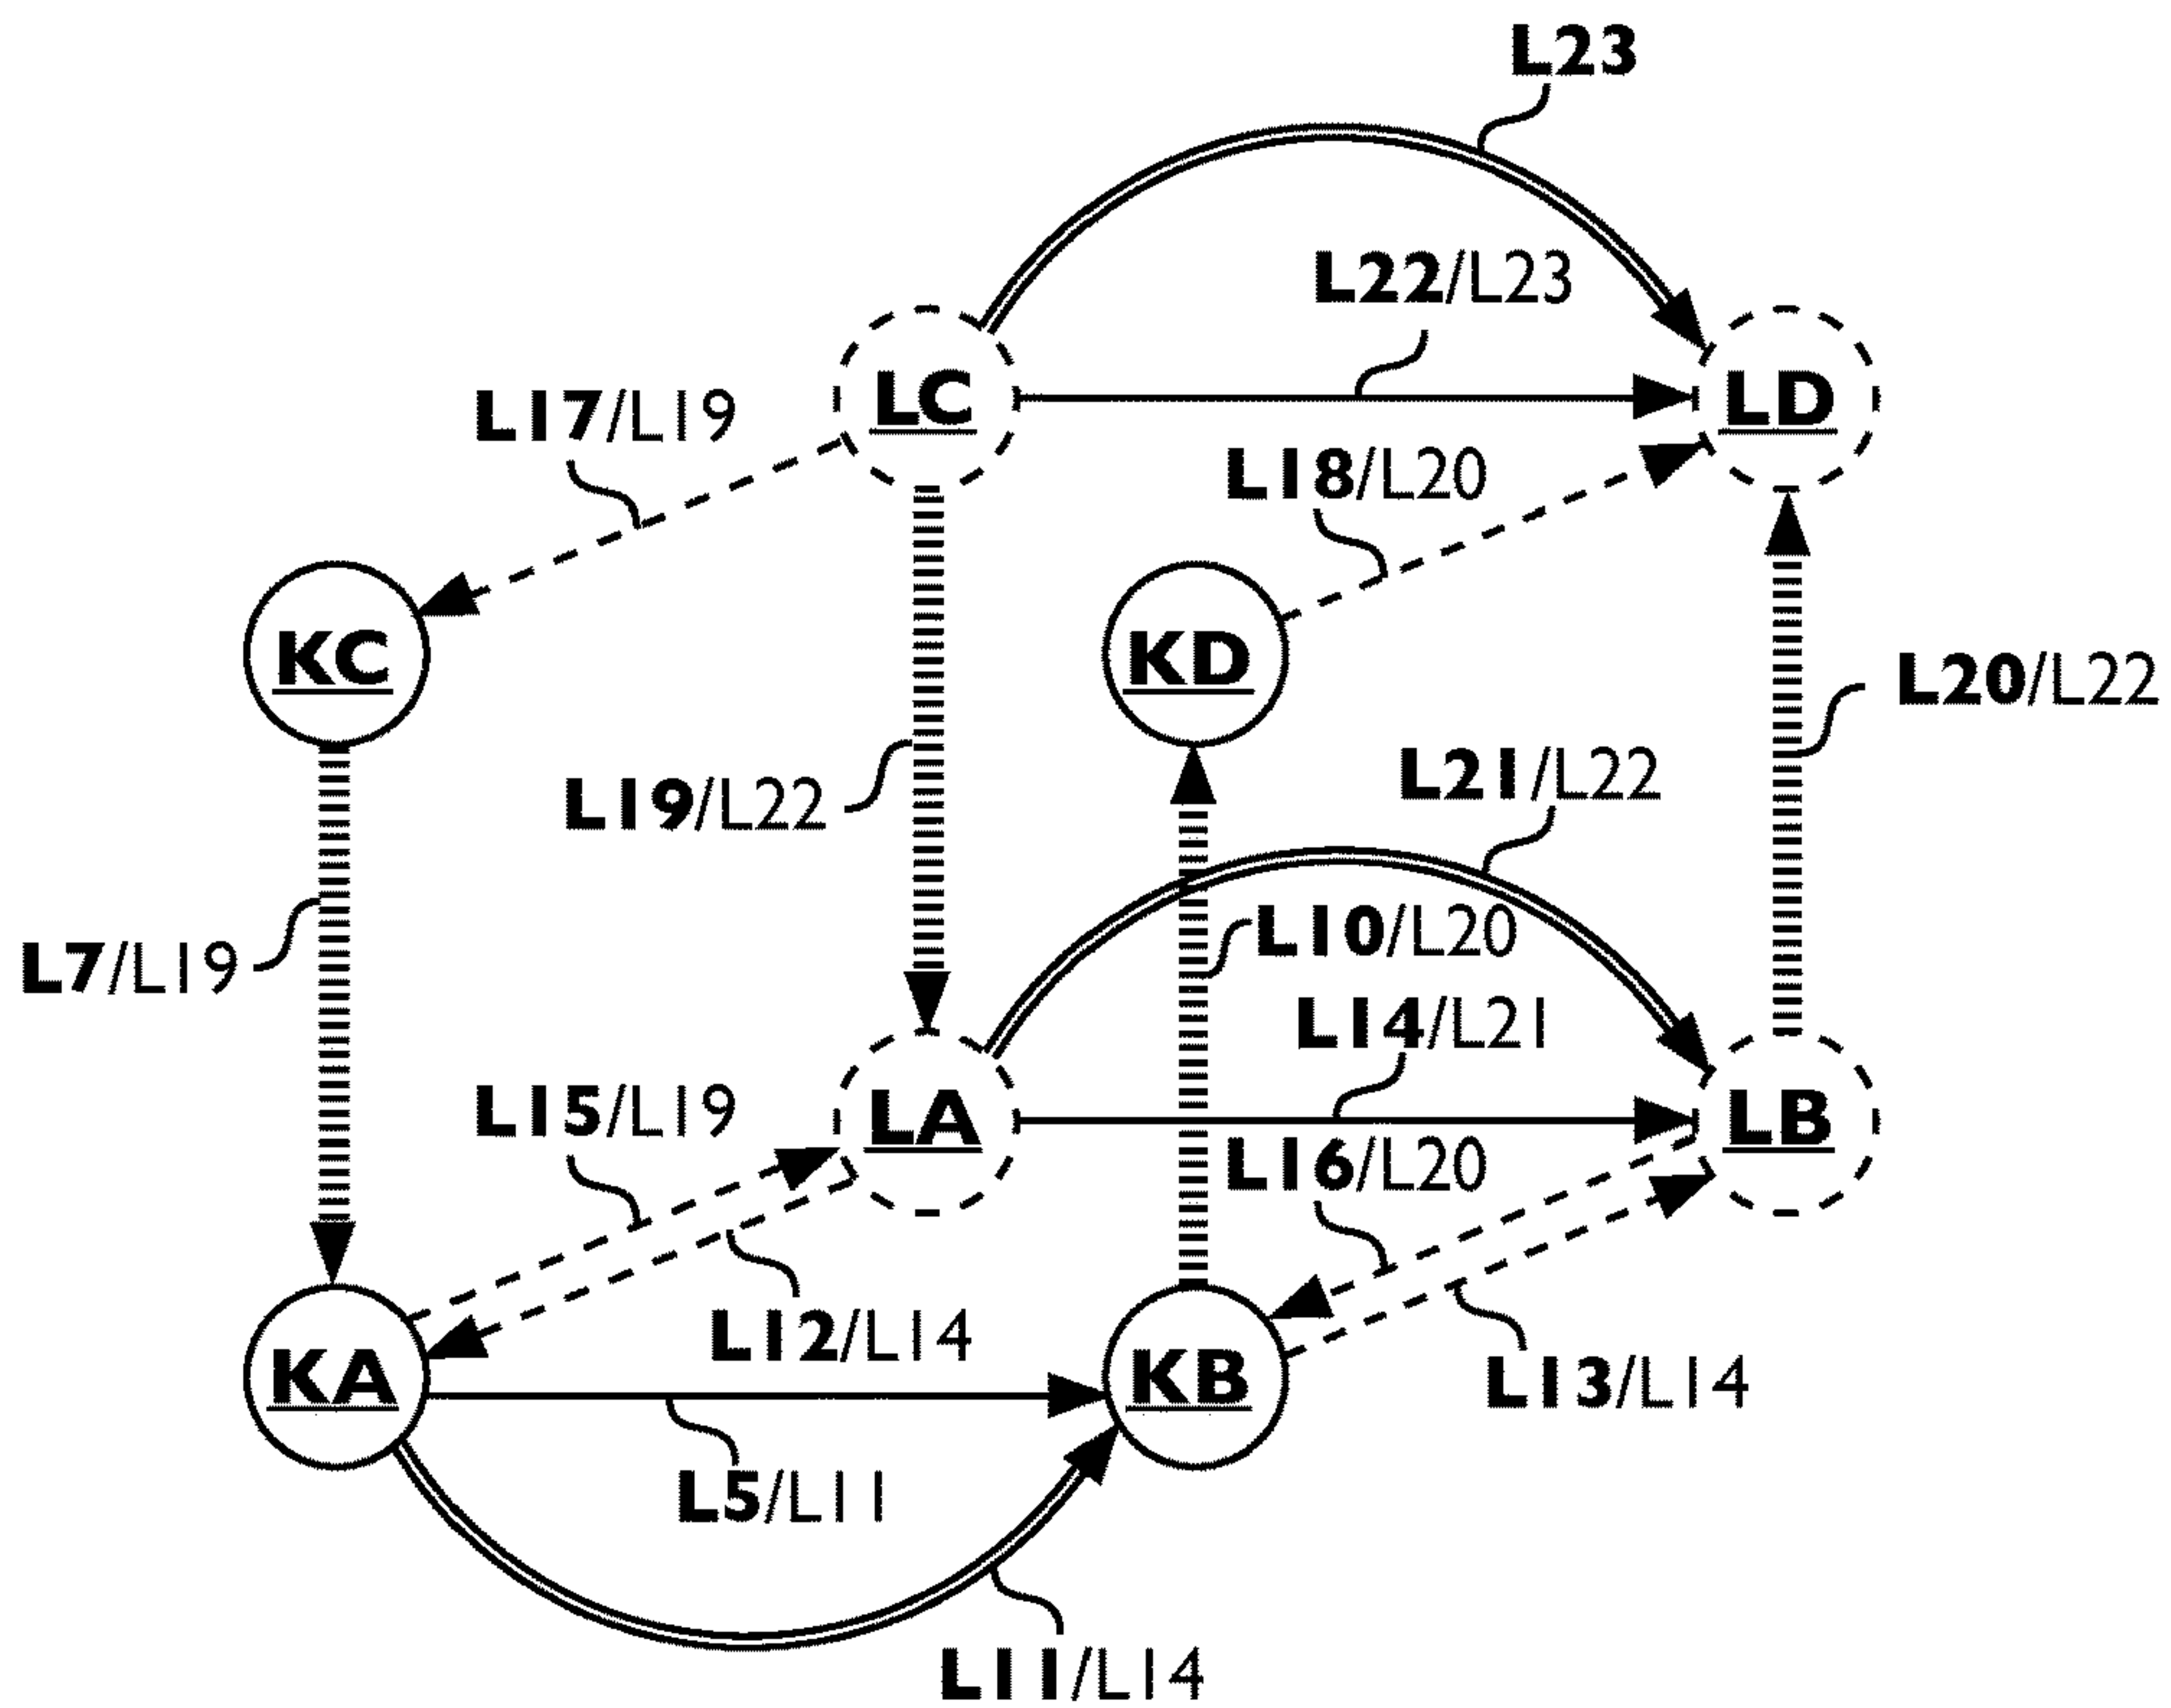 L23
L22/L23
LC
LD
L17/L19
L18/L20
KC
KD
L20/L22
L21/L22
L19/L22
L10/L20
L7/L19
L14/L21
L15/L19
LA
LB
L16/L20
L12/L14
KA
KB
L13/L14
L5/L11
L11/L14